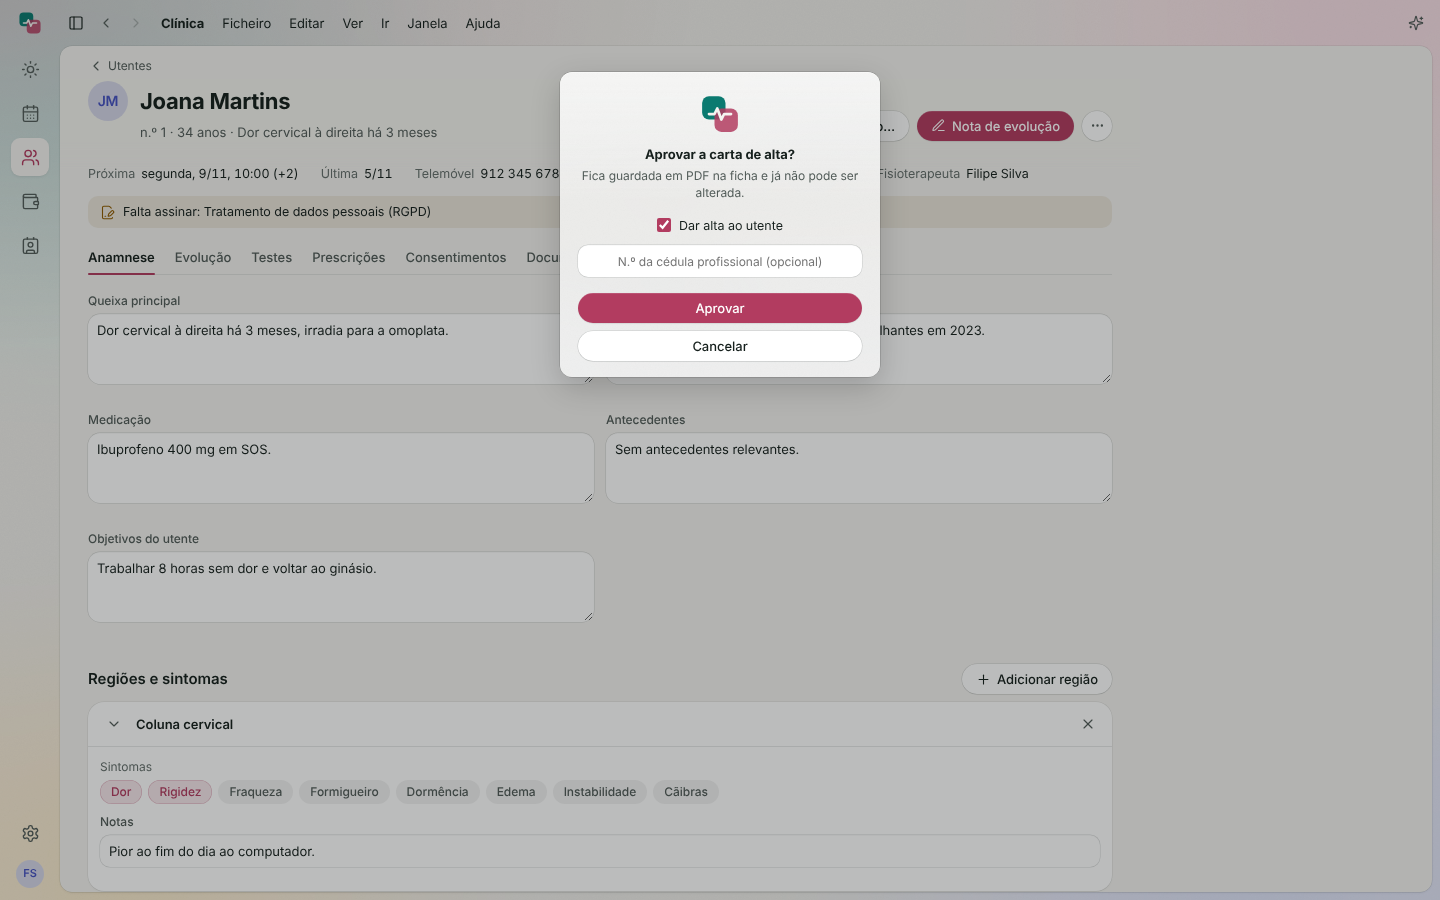 Clínica Ficheiro Editar Ver Ir Janela Ajuda
Utentes
JM
Joana Martins
n.º 1 · 34 anos · Dor cervical à direita há 3 meses
Nota de evolução
Próxima segunda, 9/11, 10:00 (+2) Última 5/11 Telemóvel 912 345 678 Fisioterapeuta Filipe Silva
Falta assinar: Tratamento de dados pessoais (RGPD)
Anamnese Evolução Testes Prescrições Consentimentos
Aprovar a carta de alta?
Fica guardada em PDF na ficha e já não pode ser
alterada.
Dar alta ao utente
N.º da cédula profissional (opcional)
Aprovar
Cancelar
Queixa principal
Dor cervical à direita há 3 meses, irradia para a omoplata.
em 2023.
Medicação
Ibuprofeno 400 mg em SOS.
Antecedentes
Sem antecedentes relevantes.
Objetivos do utente
Trabalhar 8 horas sem dor e voltar ao ginásio.
Regiões e sintomas
Adicionar região
Coluna cervical
Sintomas
Dor Rigidez Fraqueza Formigueiro Dormência Edema Instabilidade Cãibras
Notas
Pior ao fim do dia ao computador.
FS